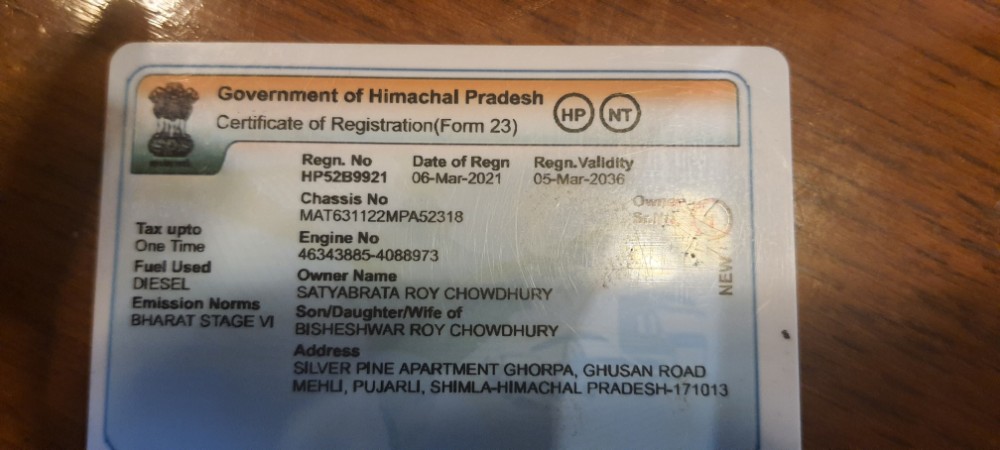 Government of Himachal Pradesh
Certificate of Registration(Form 23)
HP NT
Regn. No Date of Regn Regn.Validity
HP52B9921 06-Mar-2021 05-Mar-2036
Chassis No
MAT631122MPA52318
Owner
Engine No
46343885-4088973
Tax upto
One Time
Fuel Used
DIESEL
Emission Norms
BHARAT STAGE VI
Owner Name
SATYABRATA ROY CHOWDHURY
Son/Daughter/Wife of
BISHESHWAR ROY CHOWDHURY
Address
SILVER PINE APARTMENT GHORPA, GHUSAN ROAD
MEHLI, PUJARLI, SHIMLA-HIMACHAL PRADESH-171013
NEW